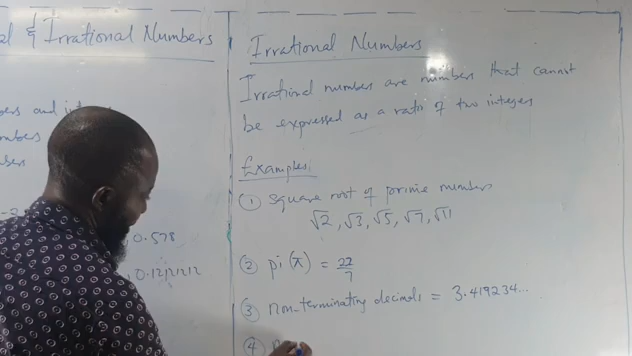 & Irrational Numbers
and
0.578
0.12121212
Irrational Numbers
Irrational numbers are numbers that cannot
be expressed as a ratio of two integers
Examples:
① Square root of prime numbers
√2, √3, √5, √7, √11
② pi (π) = 22/7
③ non-terminating decimals = 3.419234...
④